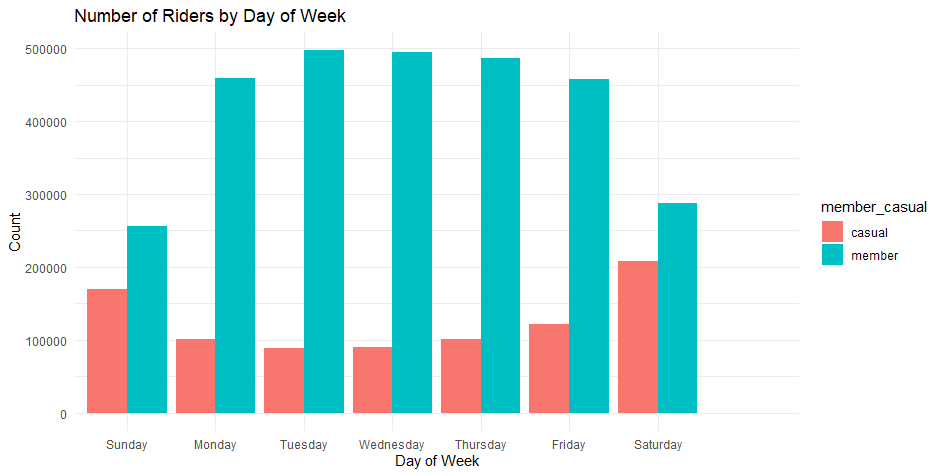 Number of Riders by Day of Week
500000
400000
300000
200000
100000
0
Count
Sunday Monday Tuesday Wednesday Thursday Friday Saturday
Day of Week
member_casual
casual
member